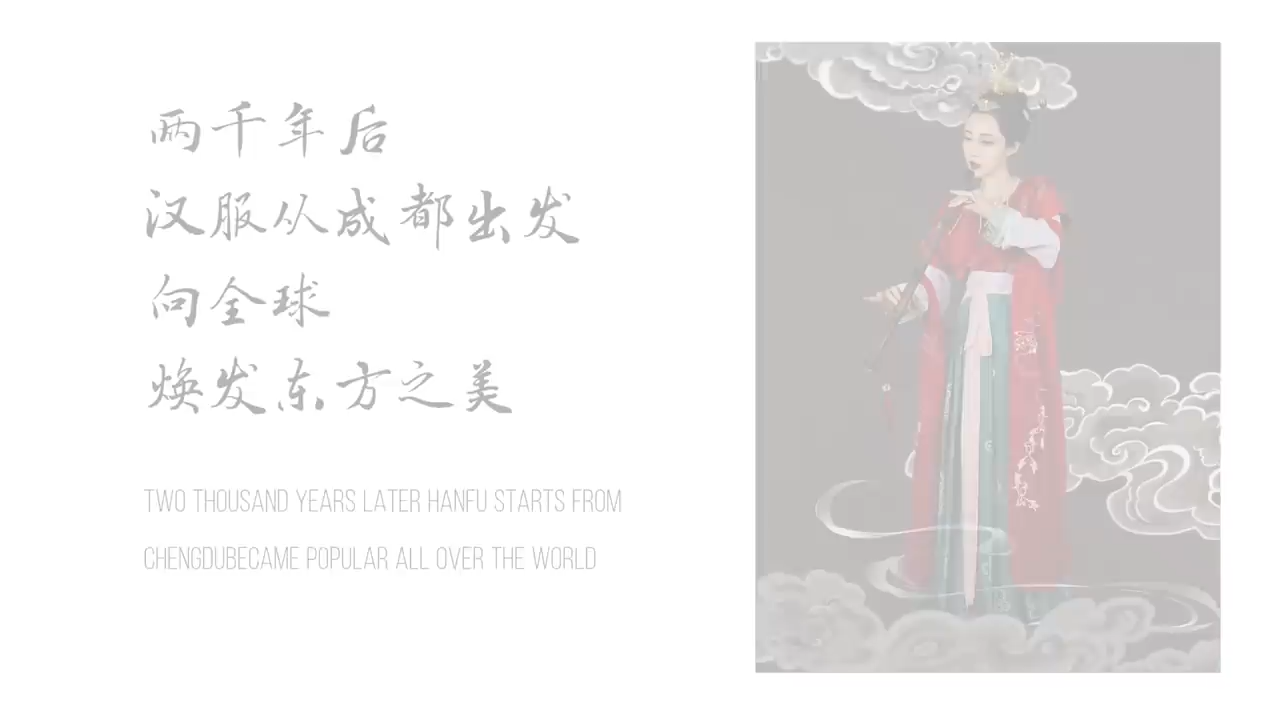 两千年后
汉服从成都出发
向全球
焕发东方之美
TWO THOUSAND YEARS LATER HANFU STARTS FROM
CHENGDUBECAME POPULAR ALL OVER THE WORLD